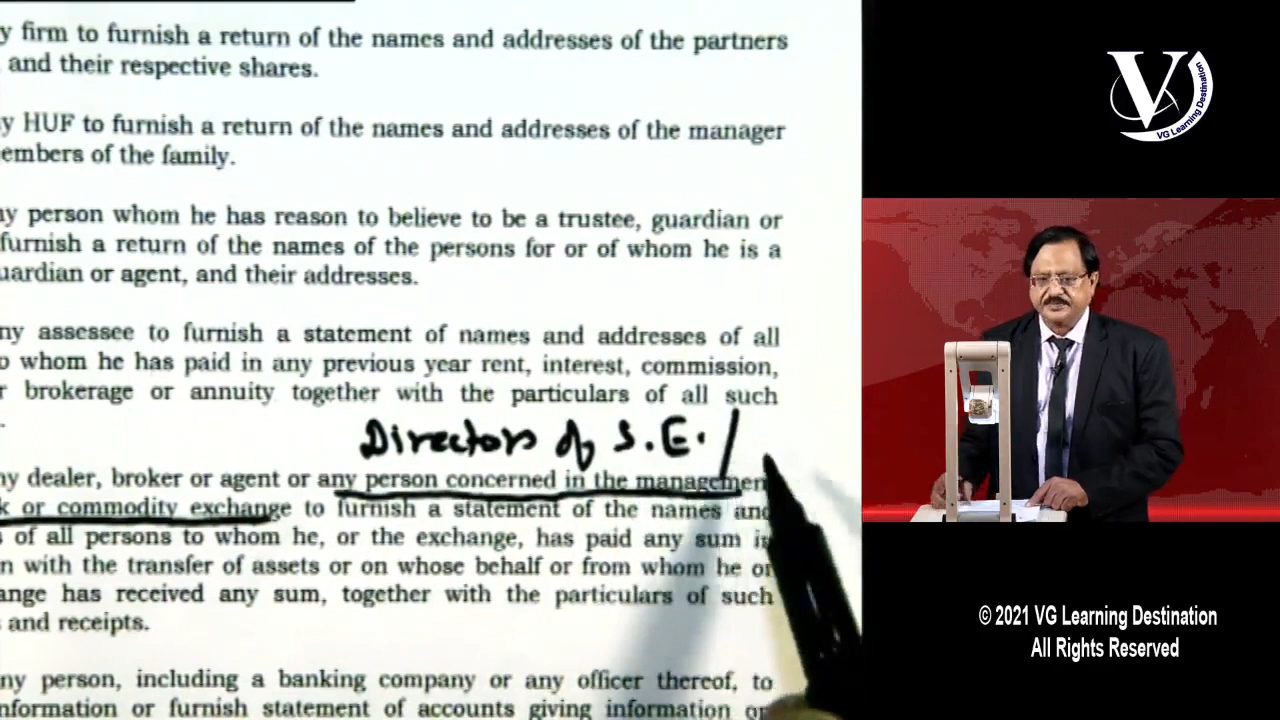 y firm to furnish a return of the names and addresses of the partners
and their respective shares.
y HUF to furnish a return of the names and addresses of the manager
embers of the family.
ny person whom he has reason to believe to be a trustee, guardian or
furnish a return of the names of the persons for or of whom he is a
uardian or agent, and their addresses.
ny assessee to furnish a statement of names and addresses of all
o whom he has paid in any previous year rent, interest, commission,
r brokerage or annuity together with the particulars of all such
Directors of S.E. /
ny dealer, broker or agent or any person concerned in the managemen
k or commodity exchange to furnish a statement of the names and
of all persons to whom he, or the exchange, has paid any sum in
n with the transfer of assets or on whose behalf or from whom he or
ange has received any sum, together with the particulars of such
and receipts.
ny person, including a banking company or any officer thereof, to
nformation or furnish statement of accounts giving information or
V
VG Learning Destination
© 2021 VG Learning Destination
All Rights Reserved